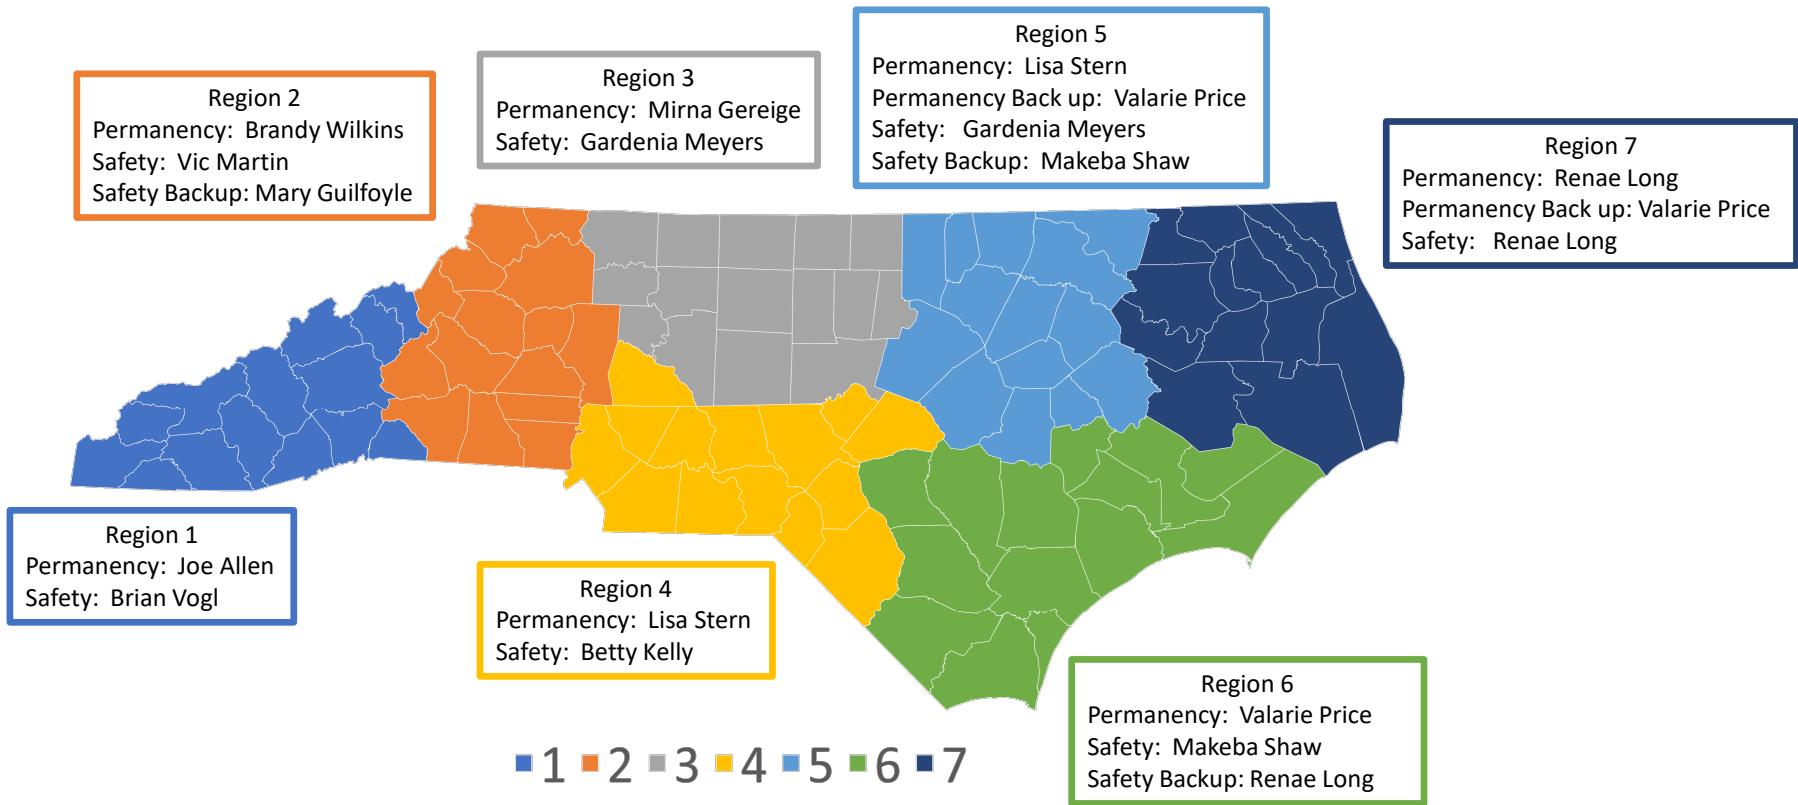 Region 5
Permanency: Lisa Stern
Permanency Back up: Valarie Price
Safety: Gardenia Meyers
Safety Backup: Makeba Shaw
Region 3
Permanency: Mirna Gereige
Safety: Gardenia Meyers
Region 2
Permanency: Brandy Wilkins
Safety: Vic Martin
Safety Backup: Mary Guilfoyle
Region 7
Permanency: Renae Long
Permanency Back up: Valarie Price
Safety: Renae Long
Region 1
Permanency: Joe Allen
Safety: Brian Vogl
Region 4
Permanency: Lisa Stern
Safety: Betty Kelly
Region 6
Permanency: Valarie Price
Safety: Makeba Shaw
Safety Backup: Renae Long
1 2 3 4 5 6 7